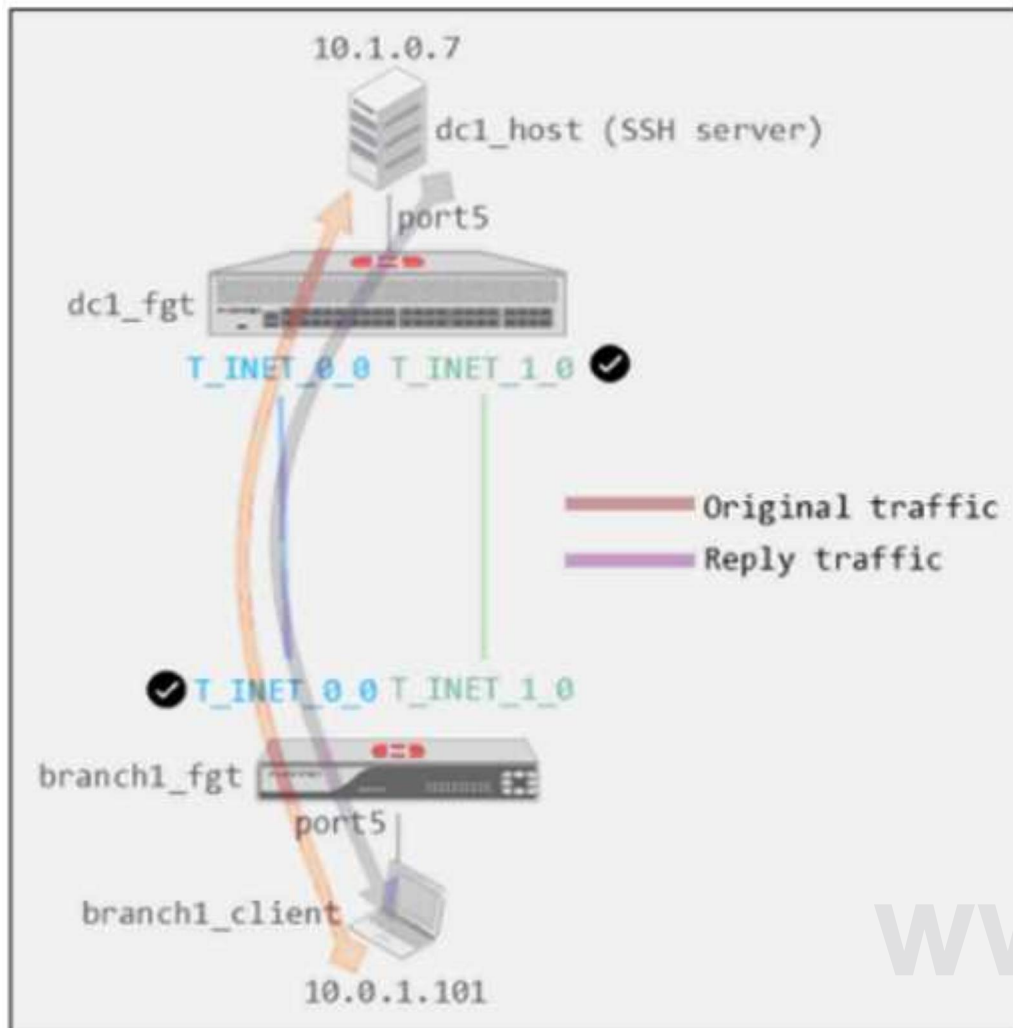 10.1.0.7
dc1_host (SSH server)
port5
dc1_fgt
T_INET_0_0 T_INET_1_0
Original traffic
Reply traffic
T_INET_0_0 T_INET_1_0
branch1_fgt
port5
branch1_client
10.0.1.101